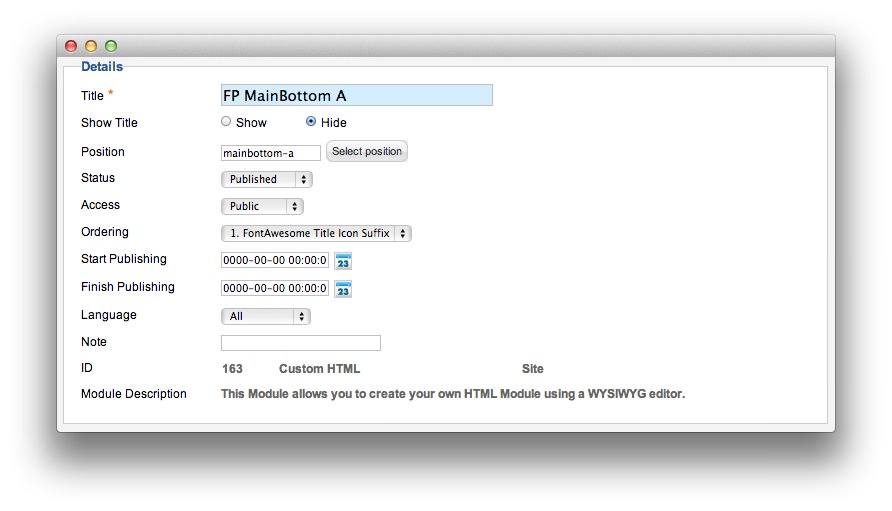 Details
Title * FP MainBottom A
Show Title Show Hide
Position mainbottom-a Select position
Status Published
Access Public
Ordering 1. FontAwesome Title Icon Suffix
Start Publishing 0000-00-00 00:00:0 23
Finish Publishing 0000-00-00 00:00:0 23
Language All
Note
ID 163 Custom HTML Site
Module Description This Module allows you to create your own HTML Module using a WYSIWYG editor.